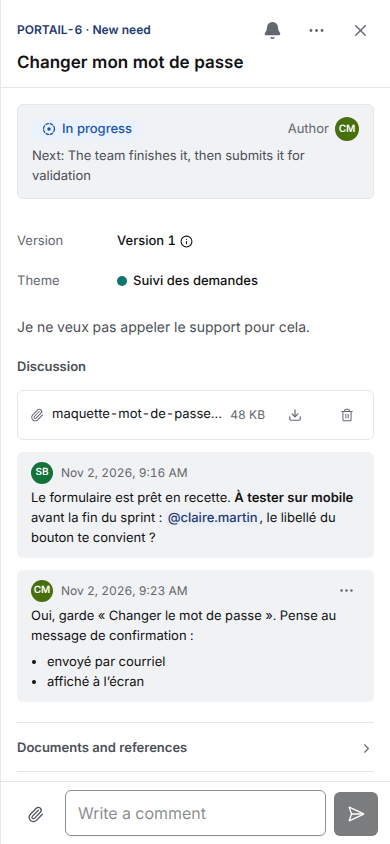 PORTAIL-6 · New need
Changer mon mot de passe
In progress
Author CM
Next: The team finishes it, then submits it for
validation
Version Version 1
Theme Suivi des demandes
Je ne veux pas appeler le support pour cela.
Discussion
maquette-mot-de-passe... 48 KB
SB Nov 2, 2026, 9:16 AM
Le formulaire est prêt en recette. À tester sur mobile
avant la fin du sprint : @claire.martin, le libellé du
bouton te convient ?
CM Nov 2, 2026, 9:23 AM
Oui, garde « Changer le mot de passe ». Pense au
message de confirmation :
• envoyé par courriel
• affiché à l’écran
Documents and references
Write a comment